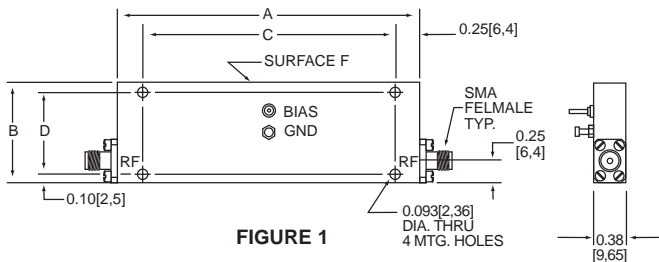 A
C
0.25[6,4]
SURFACE F
SMA
FELMALE
TYP.
B
D
BIAS
GND
0.25
[6,4]
RF
RF
0.10[2,5]
0.093[2,36]
DIA. THRU
4 MTG. HOLES
0.38
[9,65]
FIGURE 1